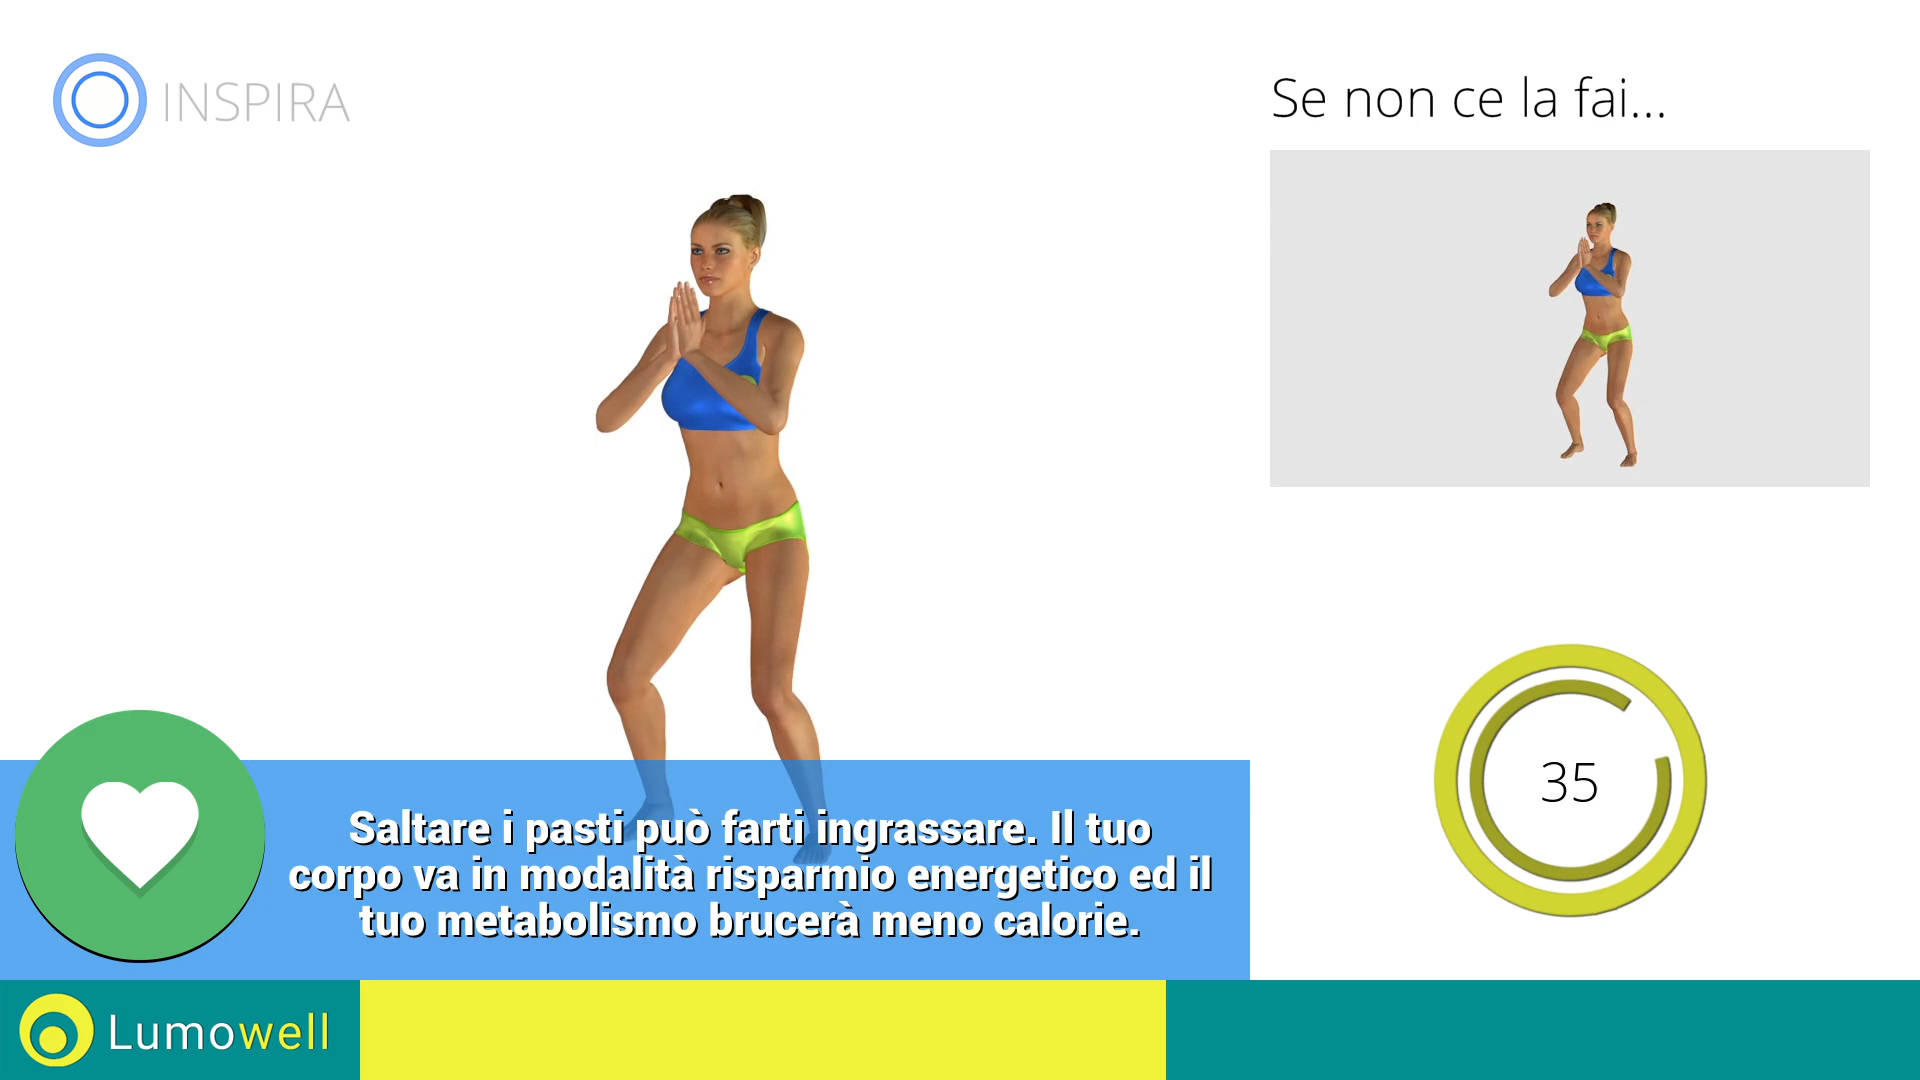 INSPIRA
Se non ce la fai...
35
Saltare i pasti può farti ingrassare. Il tuo
corpo va in modalità risparmio energetico ed il
tuo metabolismo brucerà meno calorie.
Lumowell